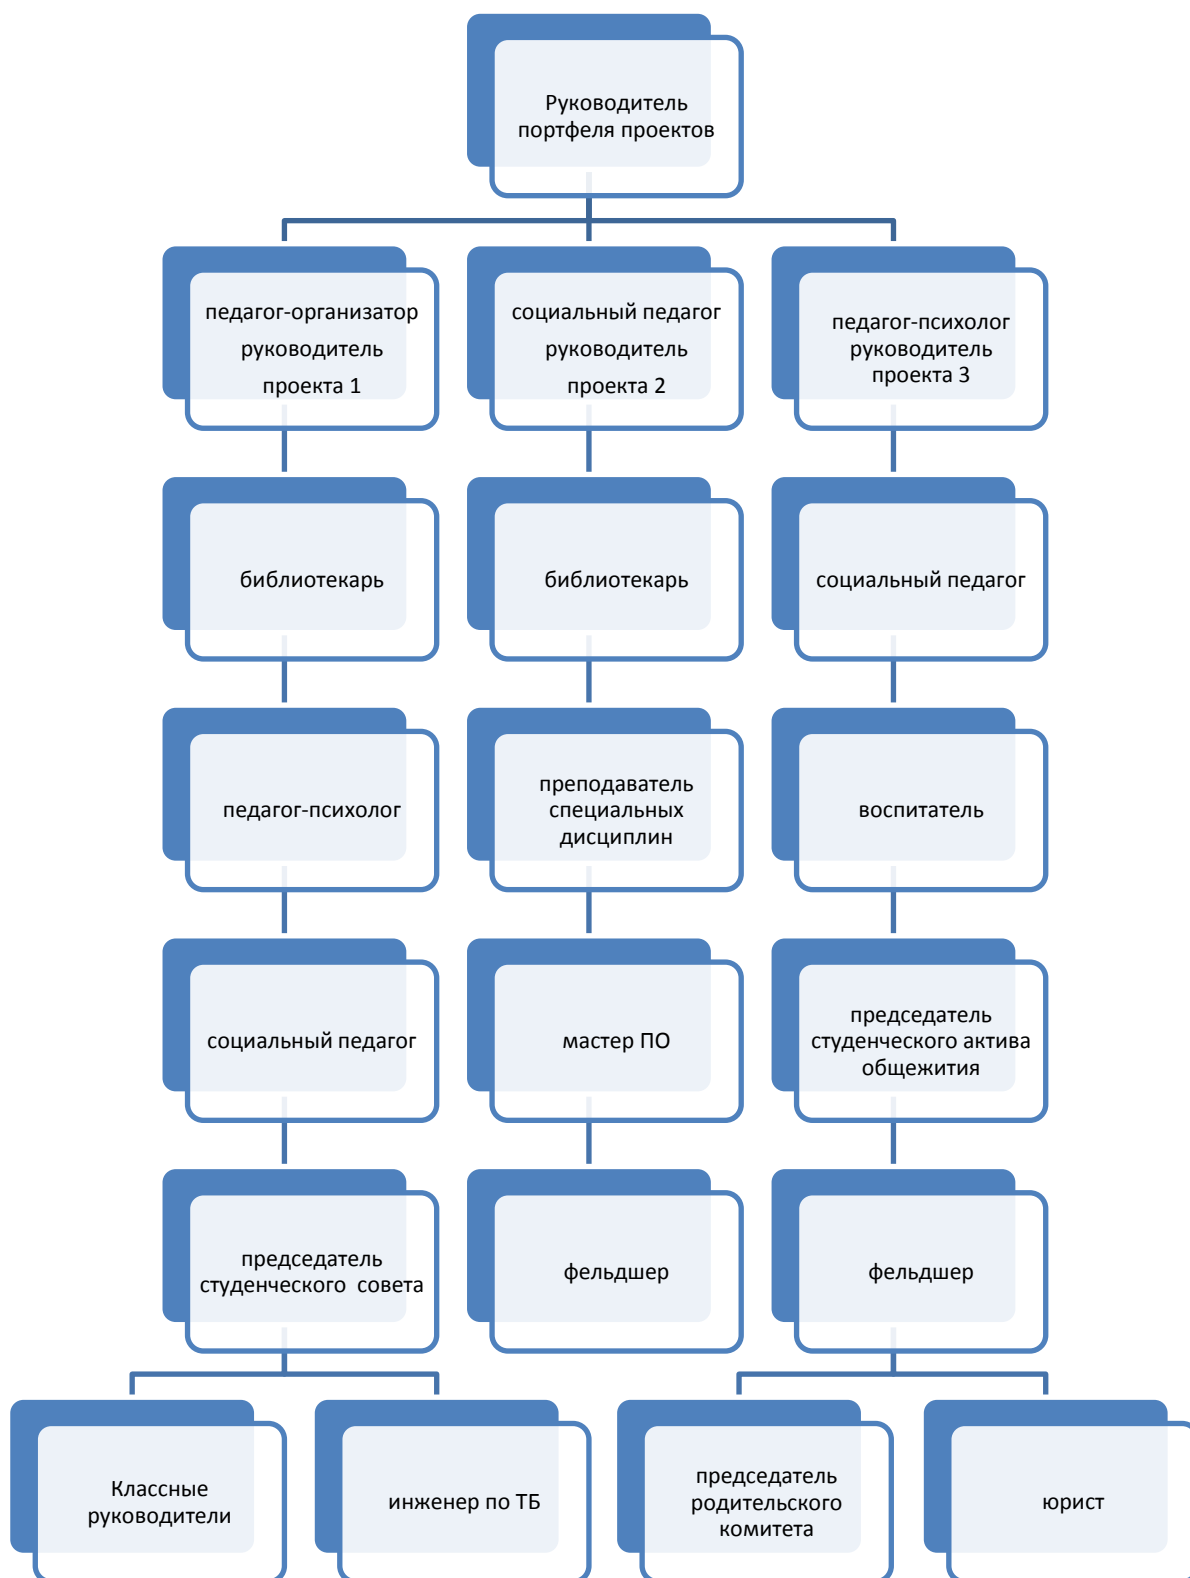 Руководитель
портфеля проектов
педагог-организатор
руководитель
проекта 1
социальный педагог
руководитель
проекта 2
педагог-психолог
руководитель
проекта 3
библиотекарь
библиотекарь
социальный педагог
педагог-психолог
преподаватель
специальных
дисциплин
воспитатель
социальный педагог
мастер ПО
председатель
студенческого актива
общежития
председатель
студенческого совета
фельдшер
фельдшер
Классные
руководители
инженер по ТБ
председатель
родительского
комитета
юрист